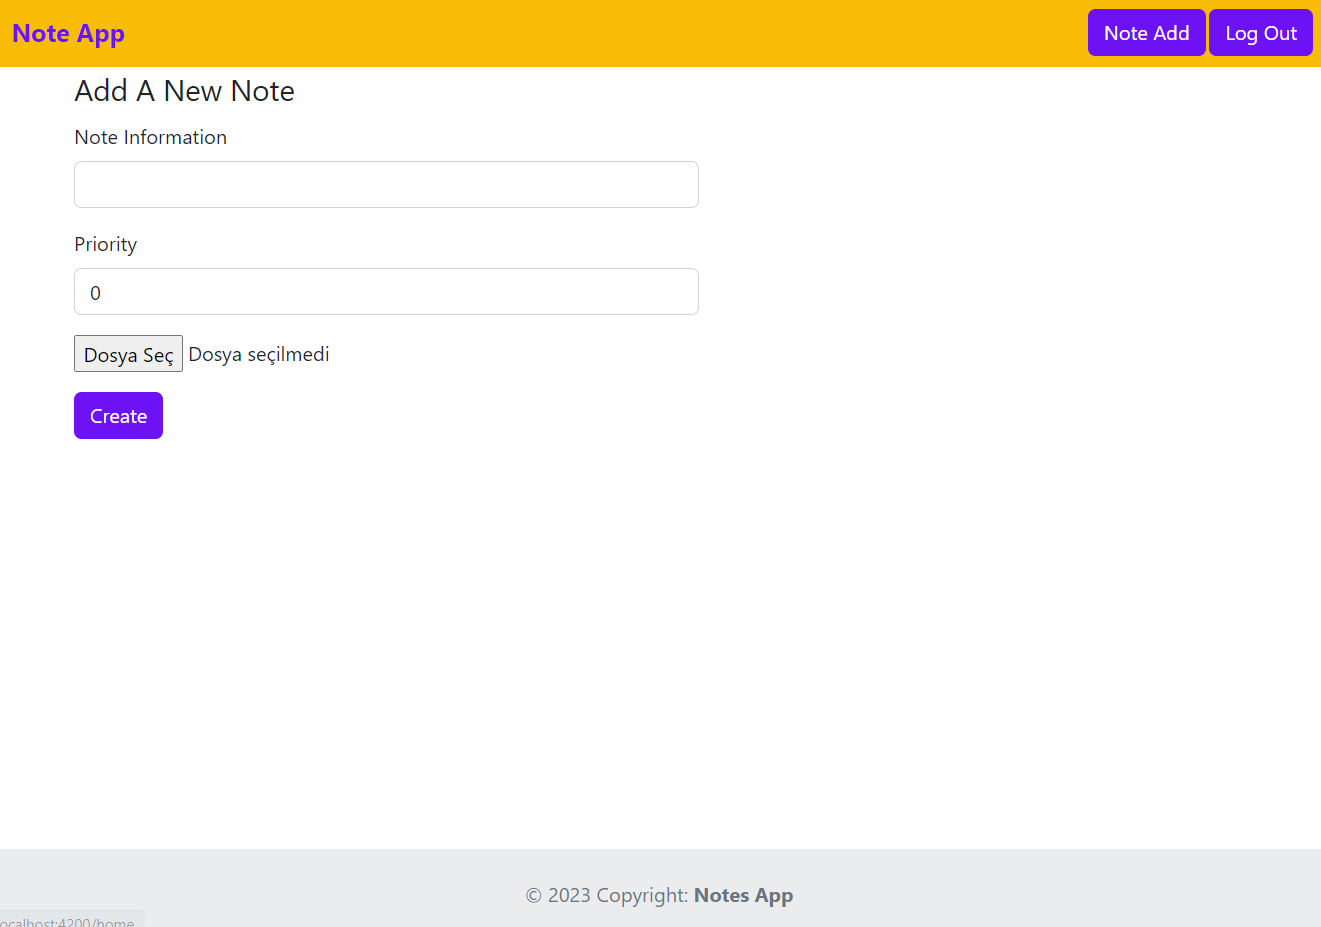 Note App
Note Add
Log Out
Add A New Note
Note Information
Priority
0
Dosya Seç Dosya seçilmedi
Create
© 2023 Copyright: Notes App
ocalhost:4200/home